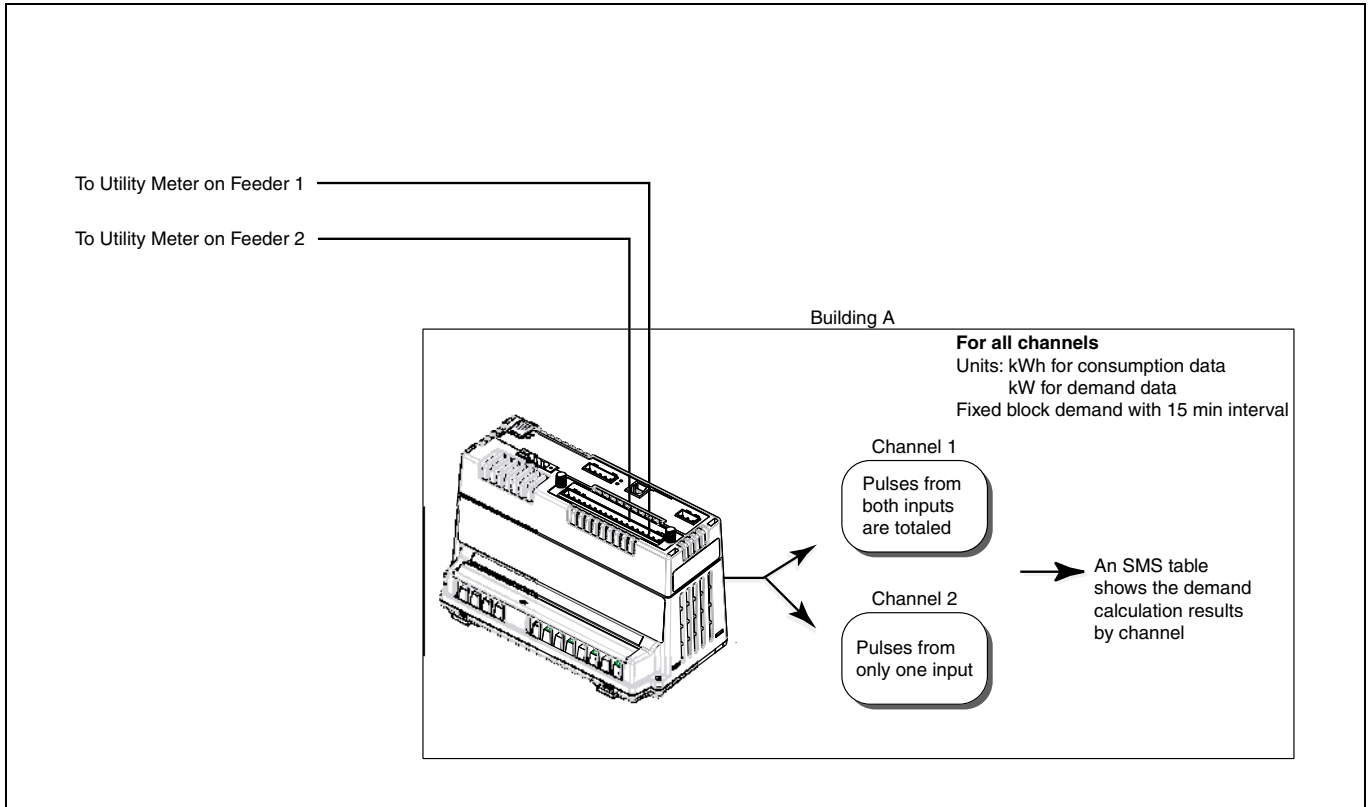 To Utility Meter on Feeder 1
To Utility Meter on Feeder 2
Building A
For all channels
Units: kWh for consumption data
kW for demand data
Fixed block demand with 15 min interval
Channel 1
Pulses from
both inputs
are totaled
An SMS table
shows the demand
calculation results
by channel
Channel 2
Pulses from
only one input